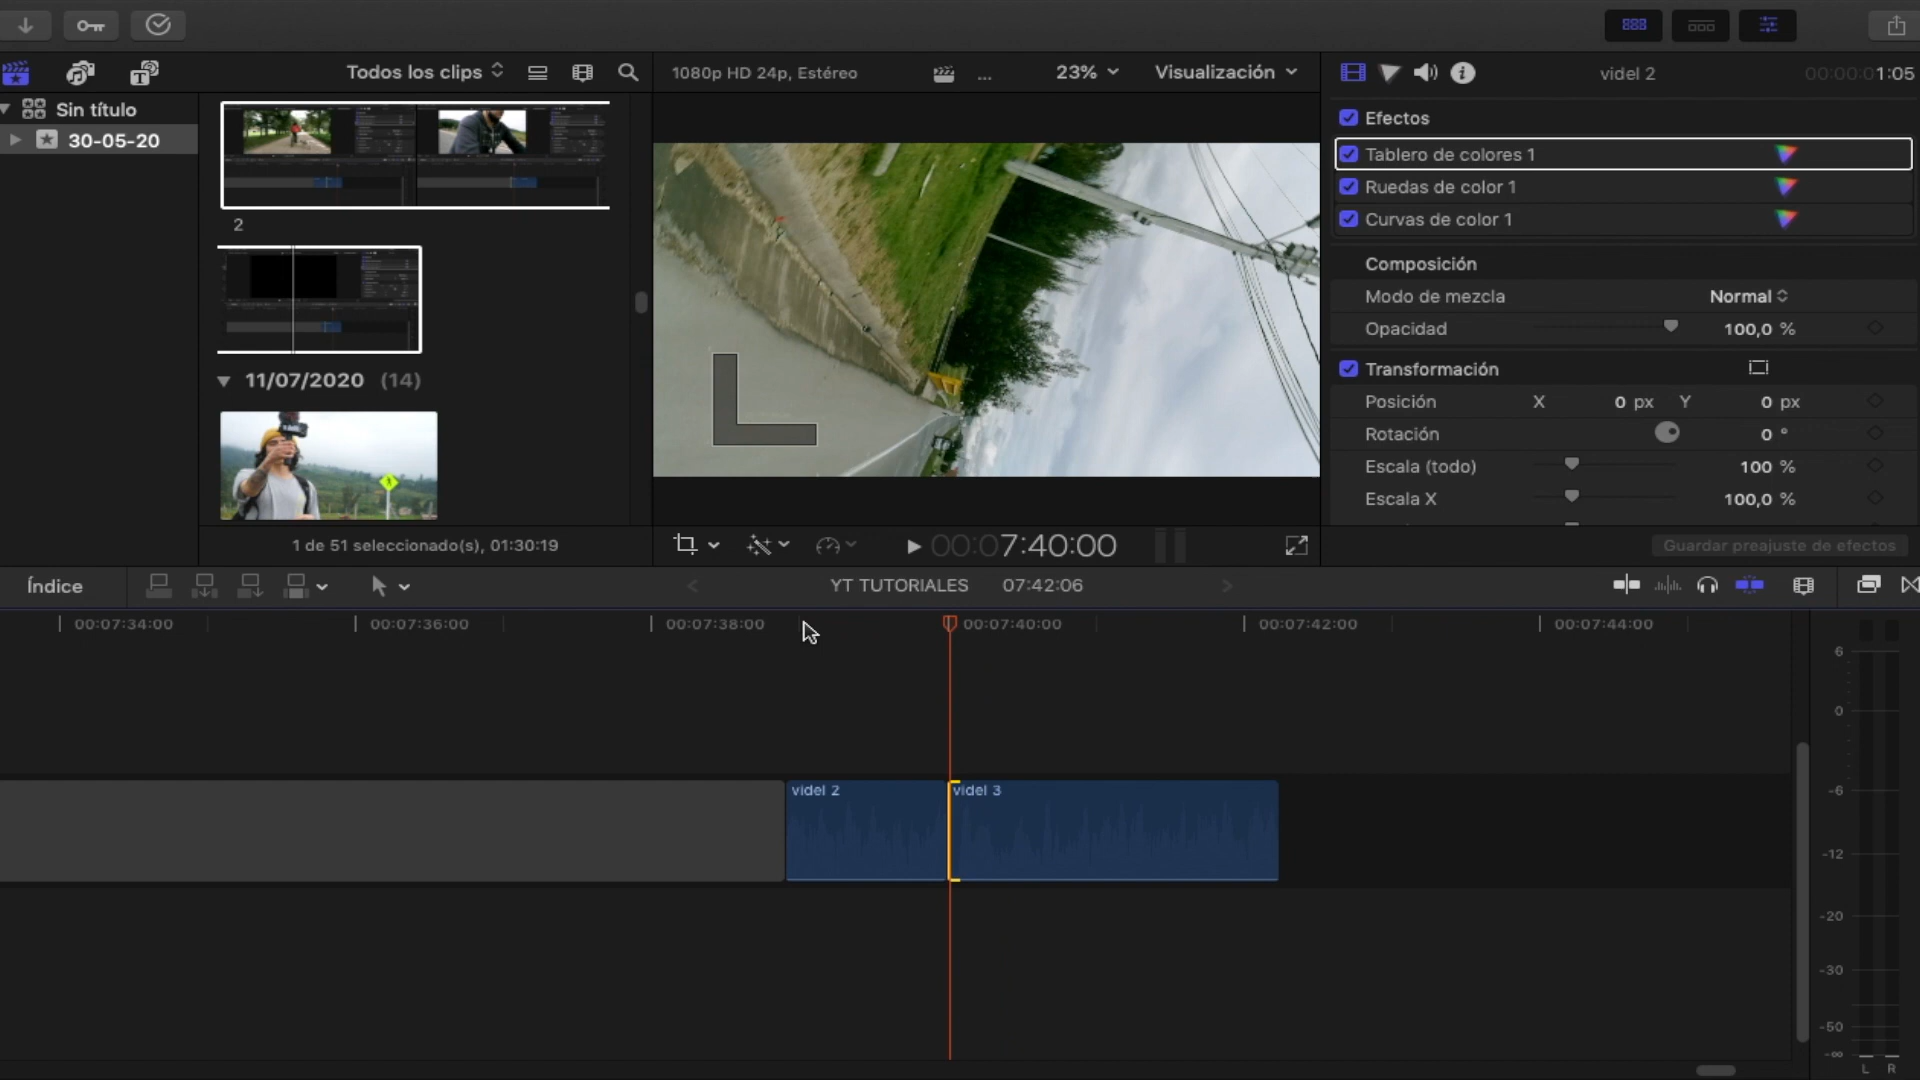 Todos los clips
1080p HD 24p, Estéreo
...
23%
Visualización
videl 2
00:00:01:05
Sin título
30-05-20
2
11/07/2020 (14)
1 de 51 seleccionado(s), 01:30:19
00:07:40:00
Efectos
Tablero de colores 1
Ruedas de color 1
Curvas de color 1
Composición
Modo de mezcla Normal
Opacidad 100,0 %
Transformación
Posición X 0 px Y 0 px
Rotación 0 °
Escala (todo) 100 %
Escala X 100,0 %
Guardar preajuste de efectos
Índice
YT TUTORIALES 07:42:06
00:07:34:00 00:07:36:00 00:07:38:00 00:07:40:00 00:07:42:00 00:07:44:00
videl 2
videl 3
6
0
-6
-12
-20
-30
-50
-∞
L R